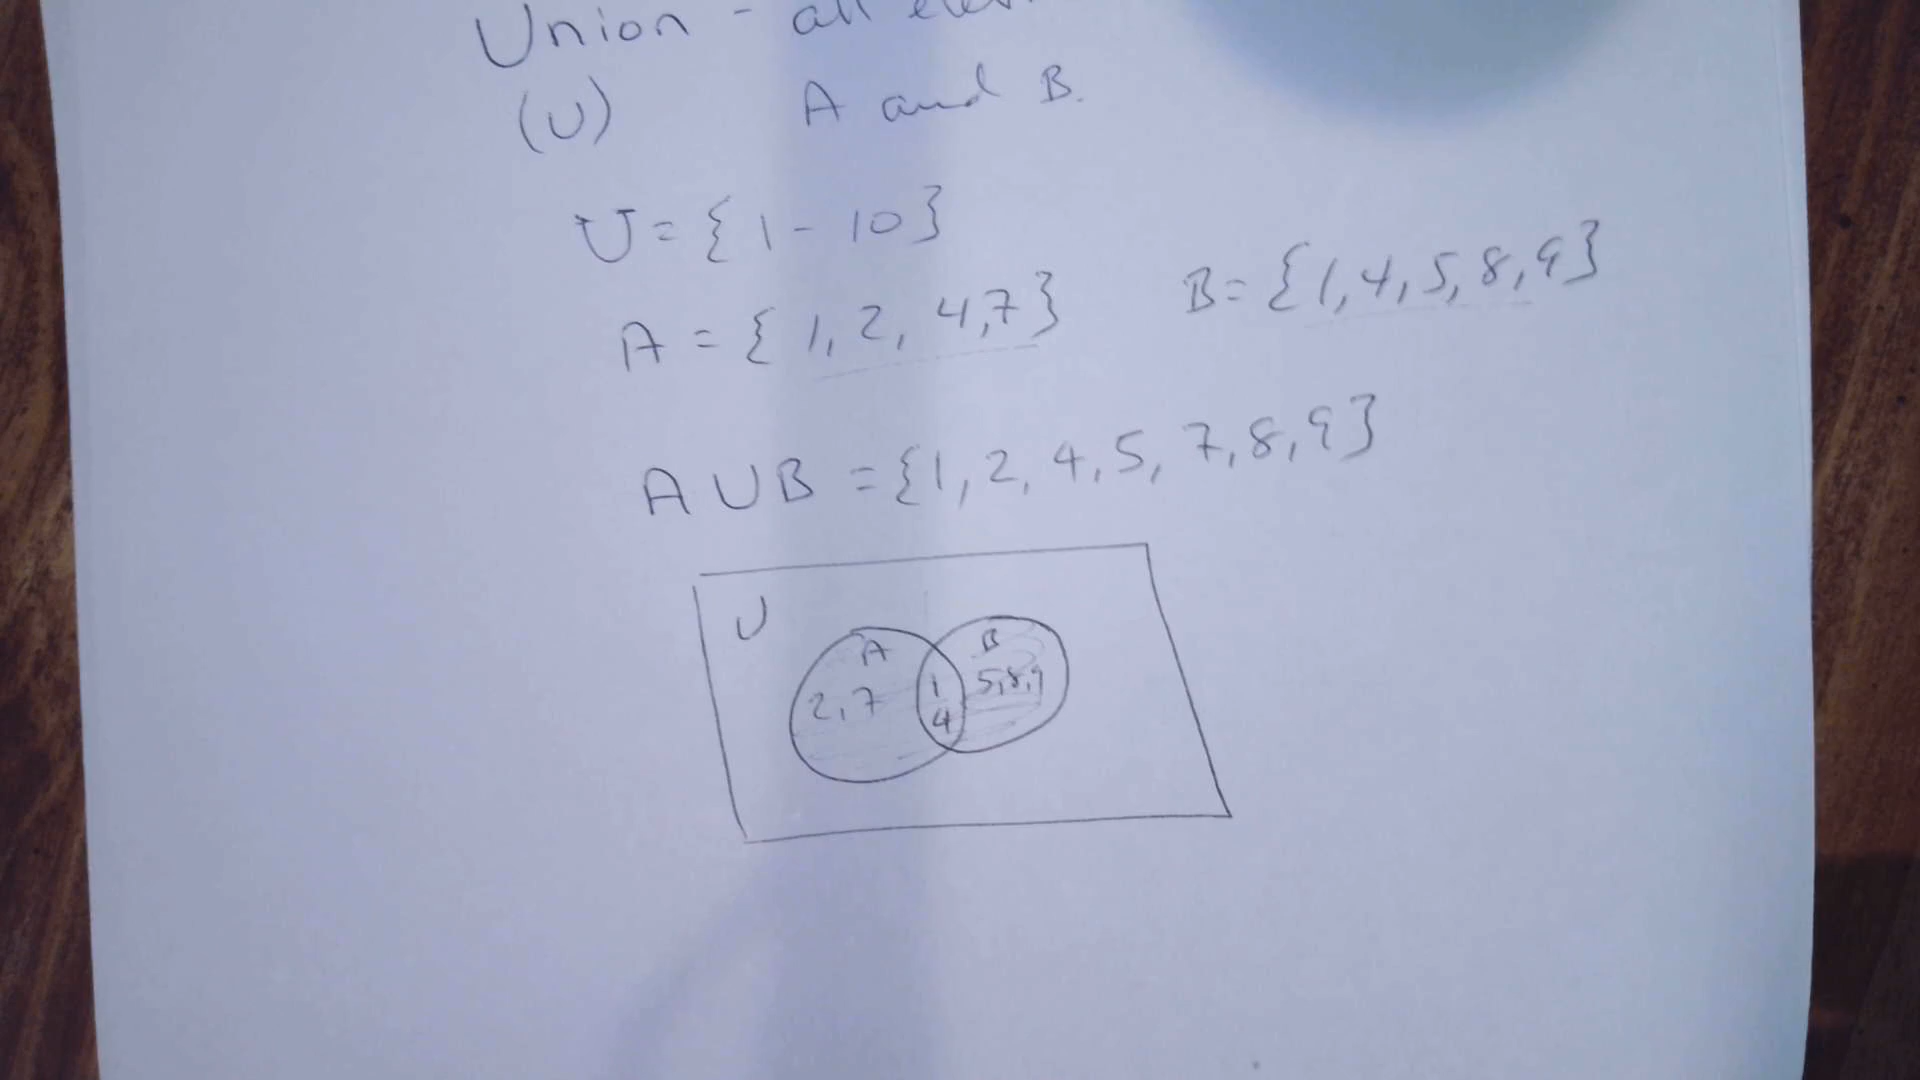 Union - all
(U) A and B.
U = { 1 - 10 }
A = { 1, 2, 4, 7 } B = { 1, 4, 5, 8, 9 }
A U B = { 1, 2, 4, 5, 7, 8, 9 }
U
A B
2, 7 1 5, 8, 9
4